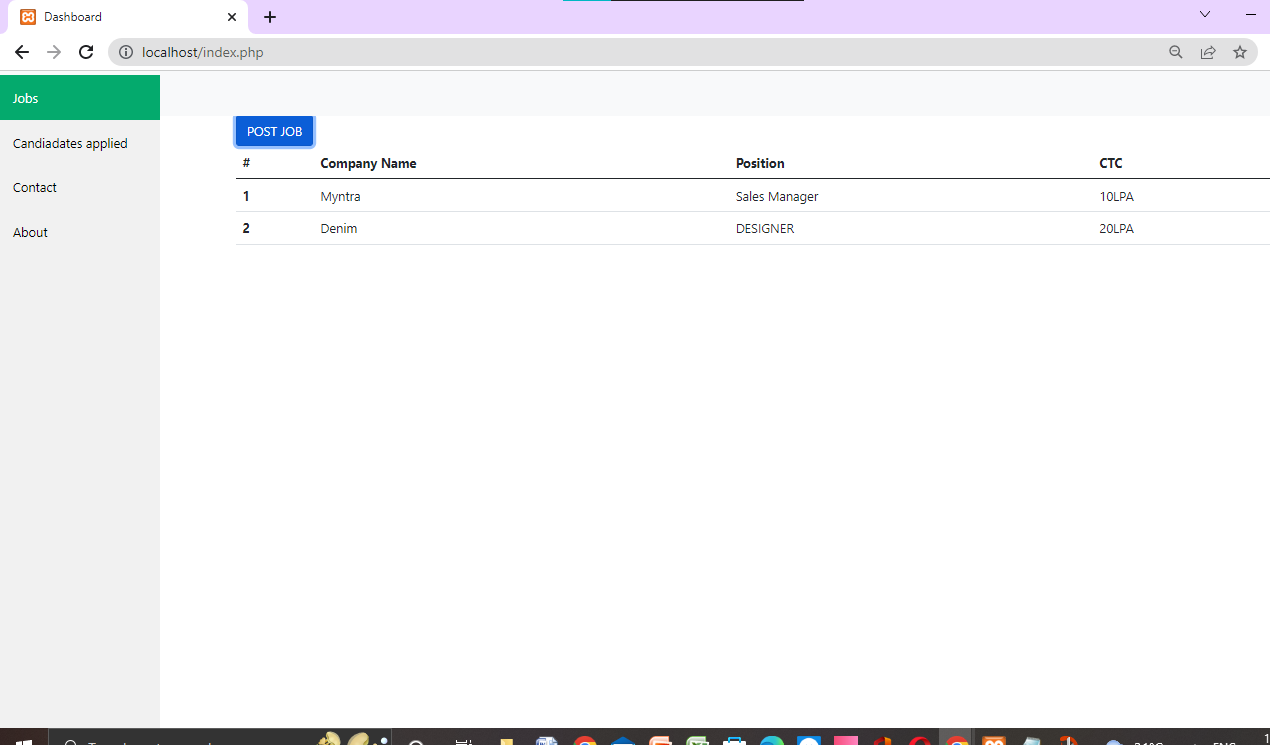 Dashboard
localhost/index.php
Jobs
Candiadates applied
Contact
About
POST JOB
# Company Name Position CTC
1 Myntra Sales Manager 10LPA
2 Denim DESIGNER 20LPA